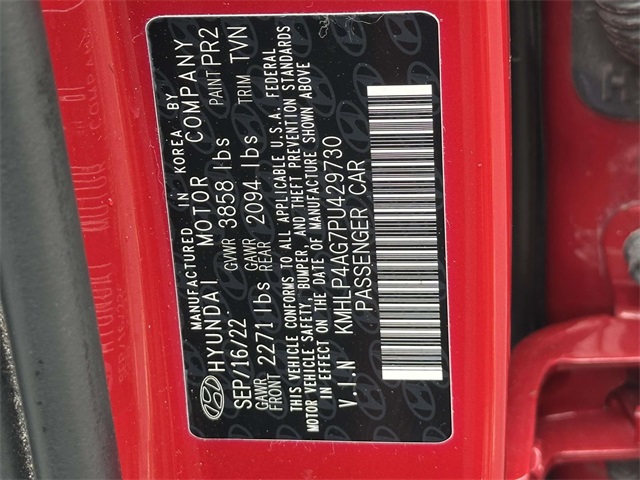 MANUFACTURED IN KOREA BY
HYUNDAI MOTOR COMPANY
SEP/16/22 GVWR 3858 lbs PAINT PR2
GAWR FRONT 2271 lbs GAWR REAR 2094 lbs TRIM TVN
THIS VEHICLE CONFORMS TO ALL APPLICABLE U.S.A. FEDERAL
MOTOR VEHICLE SAFETY, BUMPER, AND THEFT PREVENTION STANDARDS
IN EFFECT ON THE DATE OF MANUFACTURE SHOWN ABOVE
V.I.N KMHLP4AG7PU429730
PASSENGER CAR